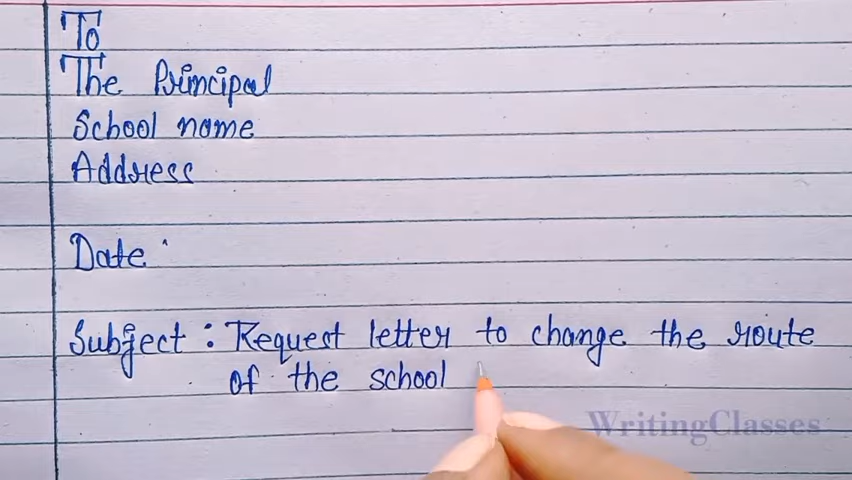 To
The Principal
School name
Address
Date :
Subject : Request letter to change the route
of the school
WritingClasses